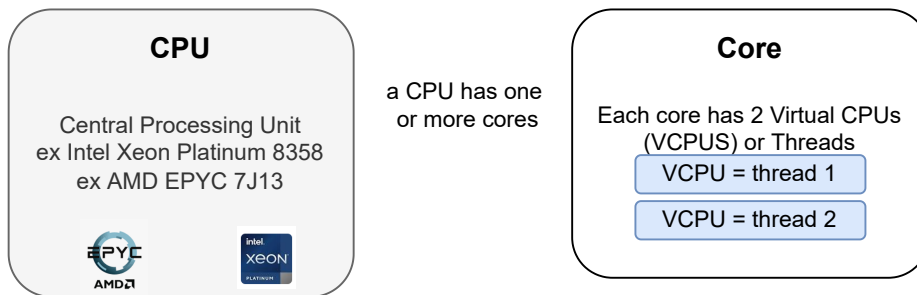 CPU
Central Processing Unit
ex Intel Xeon Platinum 8358
ex AMD EPYC 7J13
EPYC
AMD
intel.
XEON
PLATINUM
a CPU has one
or more cores
Core
Each core has 2 Virtual CPUs
(VCPUS) or Threads
VCPU = thread 1
VCPU = thread 2